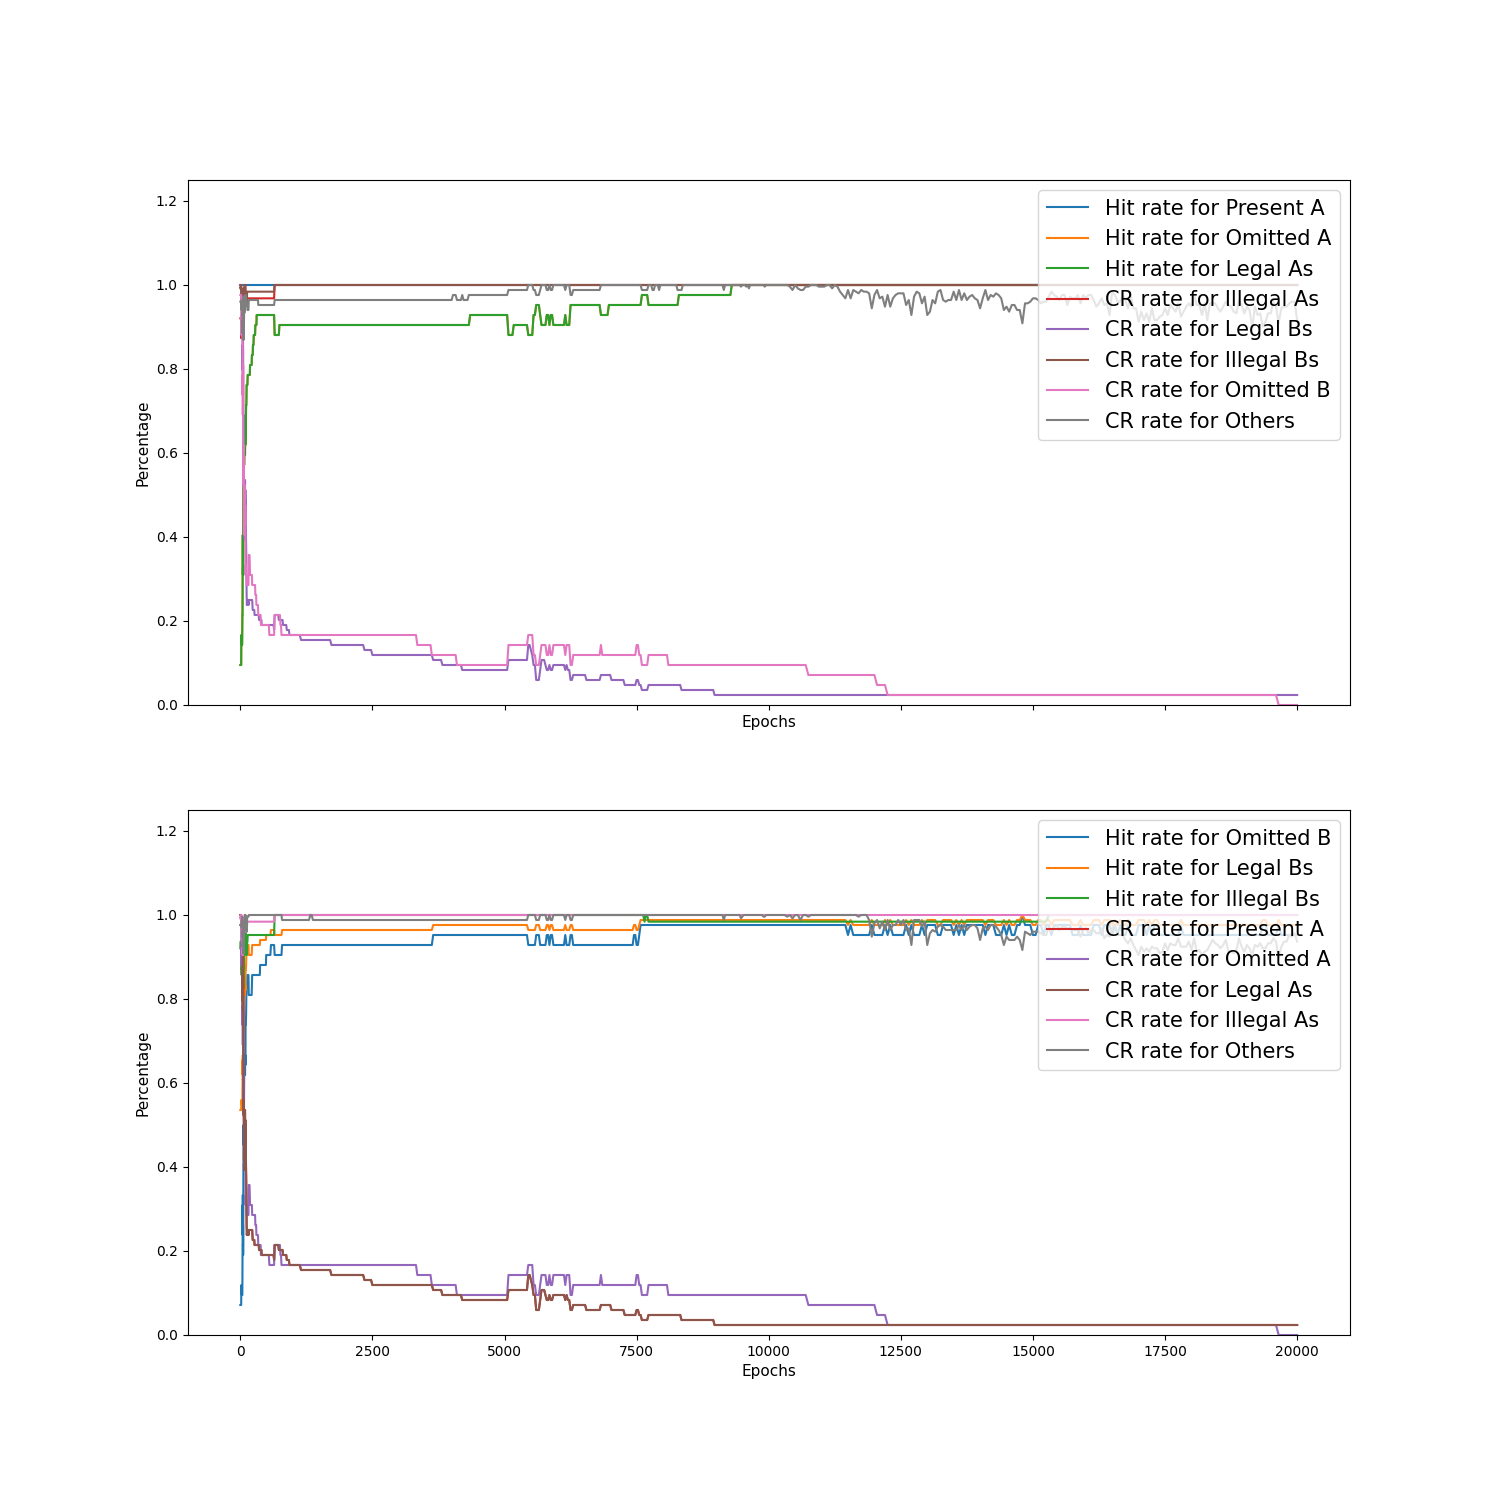 1.2
1.0
0.8
0.6
0.4
0.2
0.0
Percentage
Hit rate for Present A
Hit rate for Omitted A
Hit rate for Legal As
CR rate for Illegal As
CR rate for Legal Bs
CR rate for Illegal Bs
CR rate for Omitted B
CR rate for Others
Epochs
1.2
1.0
0.8
0.6
0.4
0.2
0.0
Percentage
Hit rate for Omitted B
Hit rate for Legal Bs
Hit rate for Illegal Bs
CR rate for Present A
CR rate for Omitted A
CR rate for Legal As
CR rate for Illegal As
CR rate for Others
0 2500 5000 7500 10000 12500 15000 17500 20000
Epochs